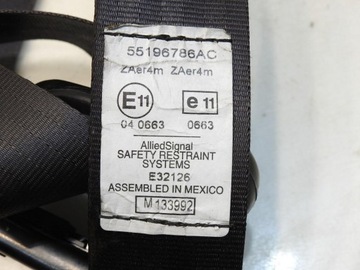 55196786AC
ZAer4m ZAer4m
E11 e11
04 0663 0663
AlliedSignal
SAFETY RESTRAINT
SYSTEMS
E32126
ASSEMBLED IN MEXICO
M 133992